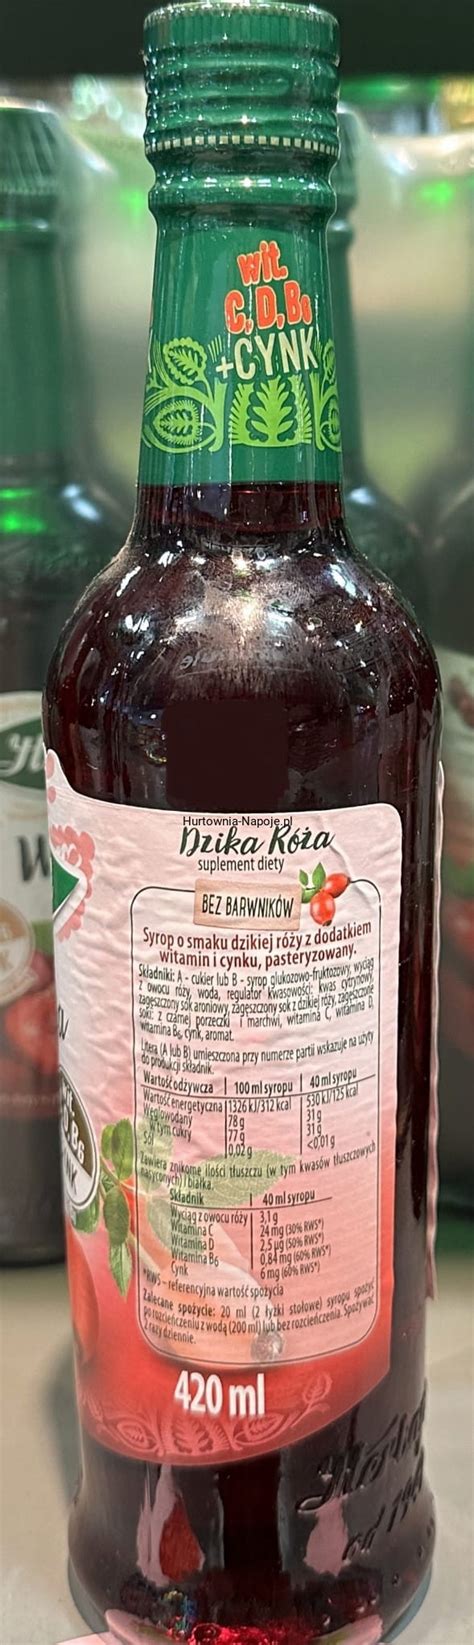 wit.
C, D, B6
+CYNK
Hurtownia-Napoje.pl
Dzika Róża
suplement diety
BEZ BARWNIKÓW
Syrop o smaku dzikiej róży z dodatkiem
witamin i cynku, pasteryzowany.
Składniki: A - cukier lub B - syrop glukozowo-fruktozowy, wyciąg
z owocu róży, woda, regulator kwasowości: kwas cytrynowy,
zagęszczony sok aroniowy, zagęszczony sok z dzikiej róży, zagęszczone
soki: z czarnej porzeczki i marchwi, witamina C, witamina D,
witamina B6, cynk, aromat.
Litera (A lub B) umieszczona przy numerze partii wskazuje na użyty
do produkcji składnik.
Wartość odżywcza 100 ml syropu 40 ml syropu
Wartość energetyczna 1326 kJ/312 kcal 530 kJ/125 kcal
Węglowodany 78 g 31 g
W tym cukry 77 g 31 g
Sól 0,02 g <0,01 g
Zawiera znikome ilości tłuszczu (w tym kwasów tłuszczowych
nasyconych) i białka.
Składnik 40 ml syropu
Wyciąg z owocu róży 3,1 g
Witamina C 24 mg (30% RWS*)
Witamina D 2,5 µg (50% RWS*)
Witamina B6 0,84 mg (60% RWS*)
Cynk 6 mg (60% RWS*)
*RWS – referencyjna wartość spożycia
Zalecane spożycie: 20 ml (2 łyżki stołowe) syropu spożyć
po rozcieńczeniu z wodą (200 ml) lub bez rozcieńczenia. Spożywać
2 razy dziennie.
420 ml
B6